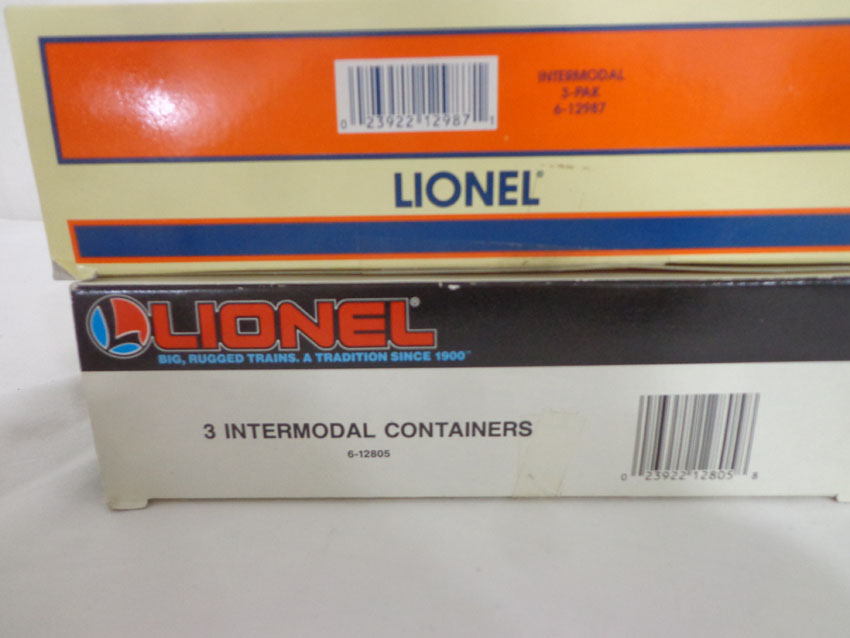 INTERMODAL
3-PAK
6-12987
0 23922 12987 1
LIONEL®
LIONEL®
BIG, RUGGED TRAINS. A TRADITION SINCE 1900™
3 INTERMODAL CONTAINERS
6-12805
0 23922 12805 8